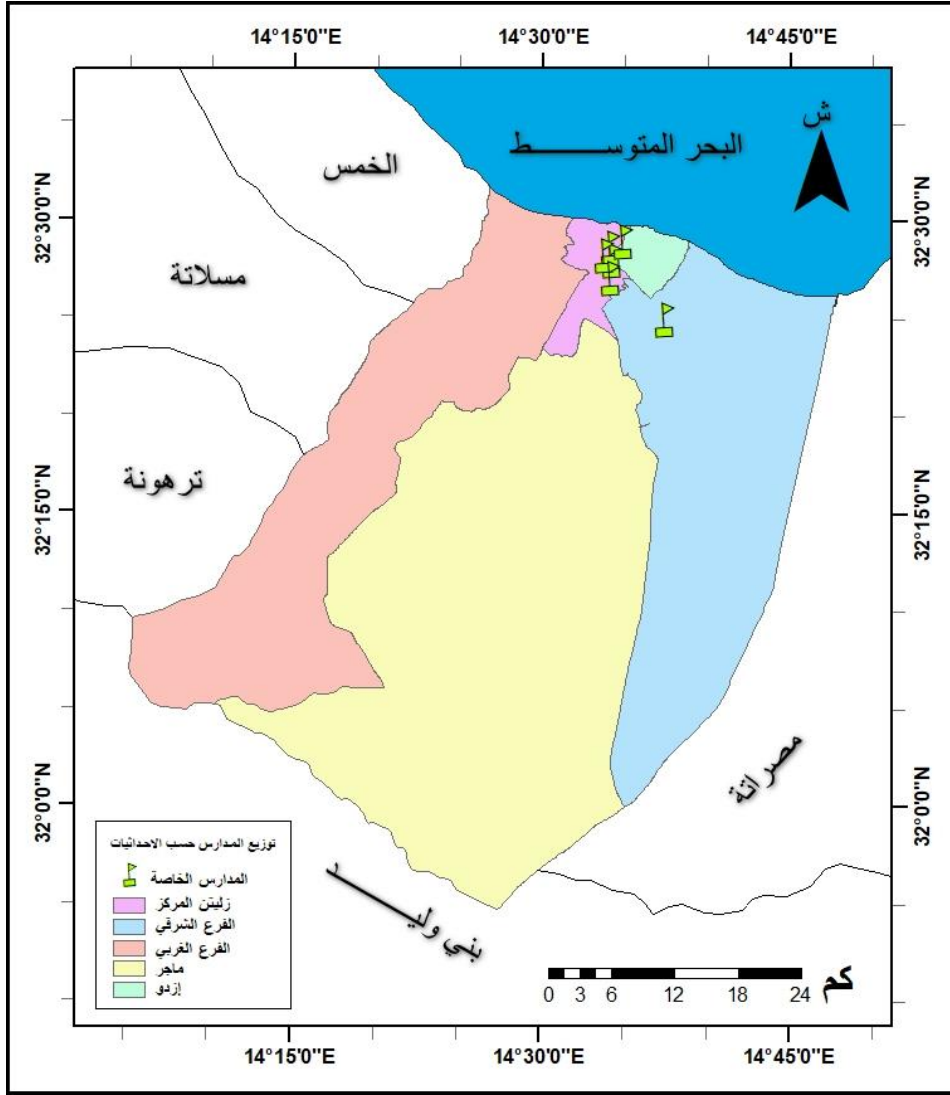 14°15'0"E 14°30'0"E 14°45'0"E
ش
البحر المتوســـــــط
الخمس
32°30'0"N 32°30'0"N
مسلاتة
ترهونة
32°15'0"N 32°15'0"N
مصراتة
32°0'0"N 32°0'0"N
توزيع المدارس حسب الاحداثيات
المدارس الخاصة
زليتن المركز
الفرع الشرقي
الفرع الغربي
ماجر
إزدو
بني وليـــــــد
كم
0 3 6 12 18 24
14°15'0"E 14°30'0"E 14°45'0"E